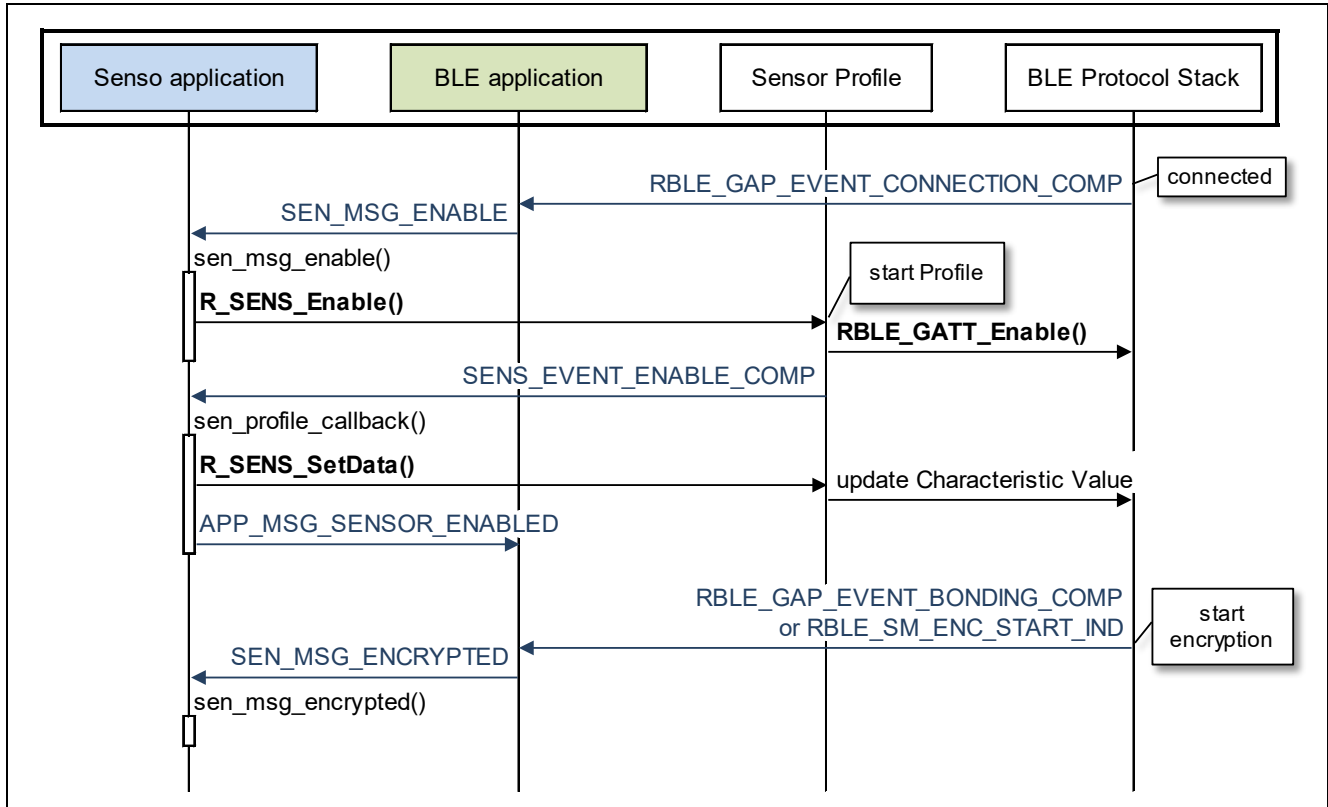 Senso application
BLE application
Sensor Profile
BLE Protocol Stack
connected
RBLE_GAP_EVENT_CONNECTION_COMP
SEN_MSG_ENABLE
sen_msg_enable()
start Profile
R_SENS_Enable()
RBLE_GATT_Enable()
SENS_EVENT_ENABLE_COMP
sen_profile_callback()
R_SENS_SetData()
update Characteristic Value
APP_MSG_SENSOR_ENABLED
RBLE_GAP_EVENT_BONDING_COMP
or RBLE_SM_ENC_START_IND
start
encryption
SEN_MSG_ENCRYPTED
sen_msg_encrypted()